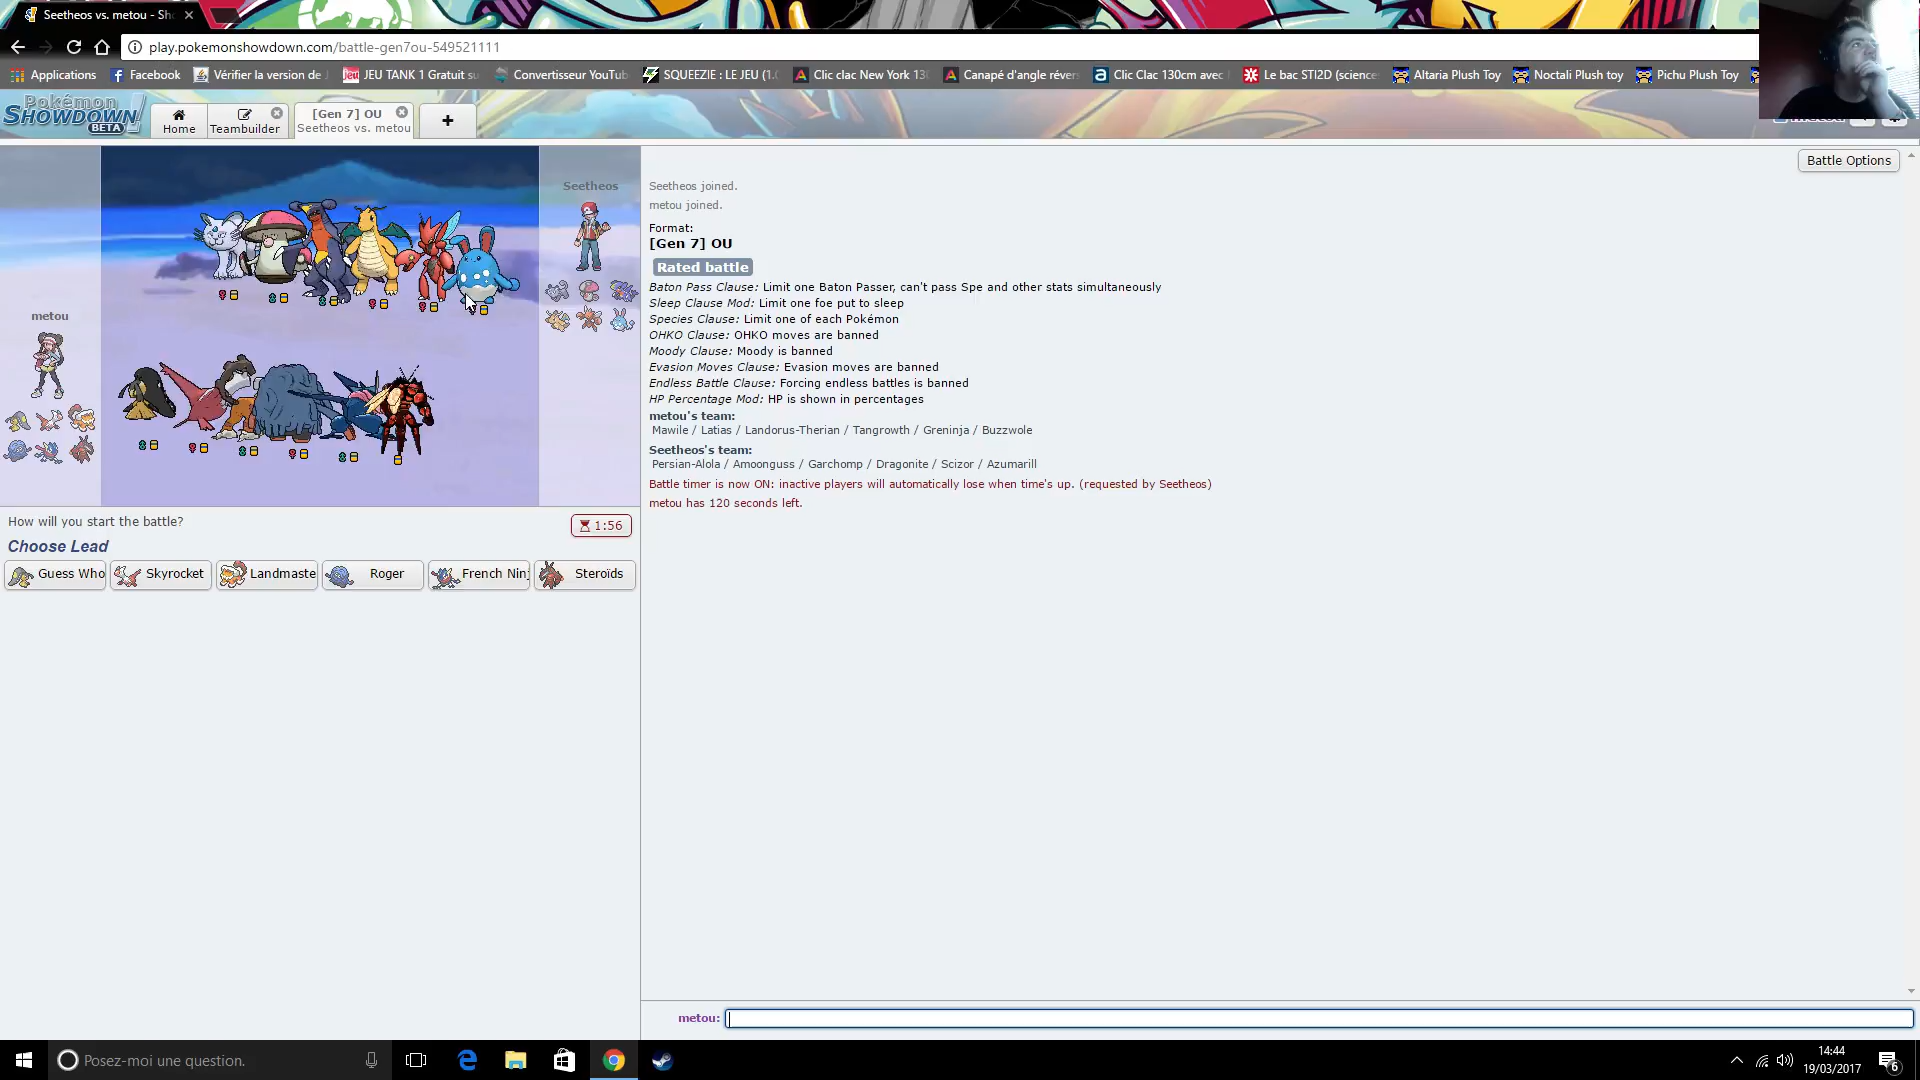 Seetheos vs. metou - Sh
play.pokemonshowdown.com/battle-gen7ou-549521111
Applications Facebook Vérifier la version de J JEU TANK 1 Gratuit su Convertisseur YouTub SQUEEZIE : LE JEU (1.0 Clic clac New York 13 Canapé d'angle réver Clic Clac 130cm avec Le bac STI2D (science Altaria Plush Toy Noctali Plush toy Pichu Plush Toy
Pokémon
SHOWDOWN!
BETA
Home
Teambuilder
[Gen 7] OU
Seetheos vs. metou
+
Battle Options
Seetheos
metou
Seetheos joined.
metou joined.
Format:
[Gen 7] OU
Rated battle
Baton Pass Clause: Limit one Baton Passer, can't pass Spe and other stats simultaneously
Sleep Clause Mod: Limit one foe put to sleep
Species Clause: Limit one of each Pokémon
OHKO Clause: OHKO moves are banned
Moody Clause: Moody is banned
Evasion Moves Clause: Evasion moves are banned
Endless Battle Clause: Forcing endless battles is banned
HP Percentage Mod: HP is shown in percentages
metou's team:
Mawile / Latias / Landorus-Therian / Tangrowth / Greninja / Buzzwole
Seetheos's team:
Persian-Alola / Amoonguss / Garchomp / Dragonite / Scizor / Azumarill
Battle timer is now ON: inactive players will automatically lose when time's up. (requested by Seetheos)
metou has 120 seconds left.
How will you start the battle?
1:56
Choose Lead
Guess Who Skyrocket Landmaste Roger French Nin Steroïds
metou:
Posez-moi une question.
14:44
19/03/2017
6